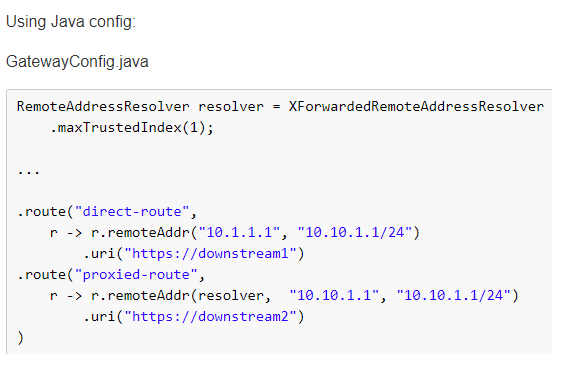 Using Java config:
GatewayConfig.java
RemoteAddressResolver resolver = XForwardedRemoteAddressResolver
    .maxTrustedIndex(1);
...
.route("direct-route",
    r -> r.remoteAddr("10.1.1.1", "10.10.1.1/24")
        .uri("https://downstream1")
.route("proxied-route",
    r -> r.remoteAddr(resolver,  "10.10.1.1", "10.10.1.1/24")
        .uri("https://downstream2")
)